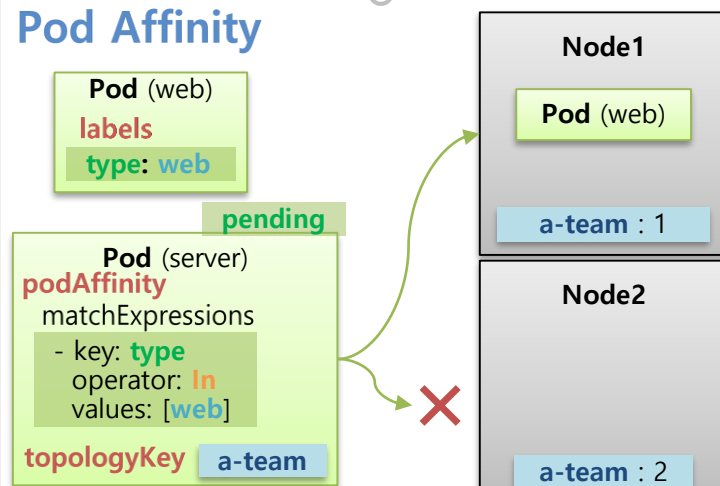 Pod Affinity
Pod (web)
labels
type: web
pending
Pod (server)
podAffinity
matchExpressions
- key: type
operator: In
values: [web]
topologyKey a-team
Node1
Pod (web)
a-team : 1
Node2
a-team : 2